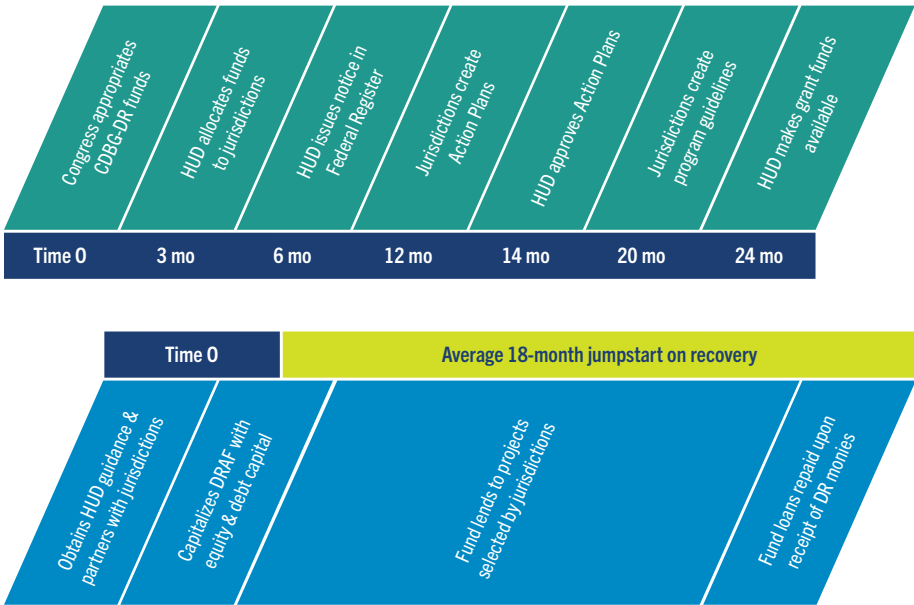 Congress appropriates
CDBG-DR funds
HUD allocates funds
to jurisdictions
HUD issues notice in
Federal Register
Jurisdictions create
Action Plans
HUD approves Action Plans
Jurisdictions create
program guidelines
HUD makes grant funds
available
Time 0
3 mo
6 mo
12 mo
14 mo
20 mo
24 mo
Time 0
Average 18-month jumpstart on recovery
Obtains HUD guidance &
partners with jurisdictions
Capitalizes DRAF with
equity & debt capital
Fund lends to projects
selected by jurisdictions
Fund loans repaid upon
receipt of DR monies